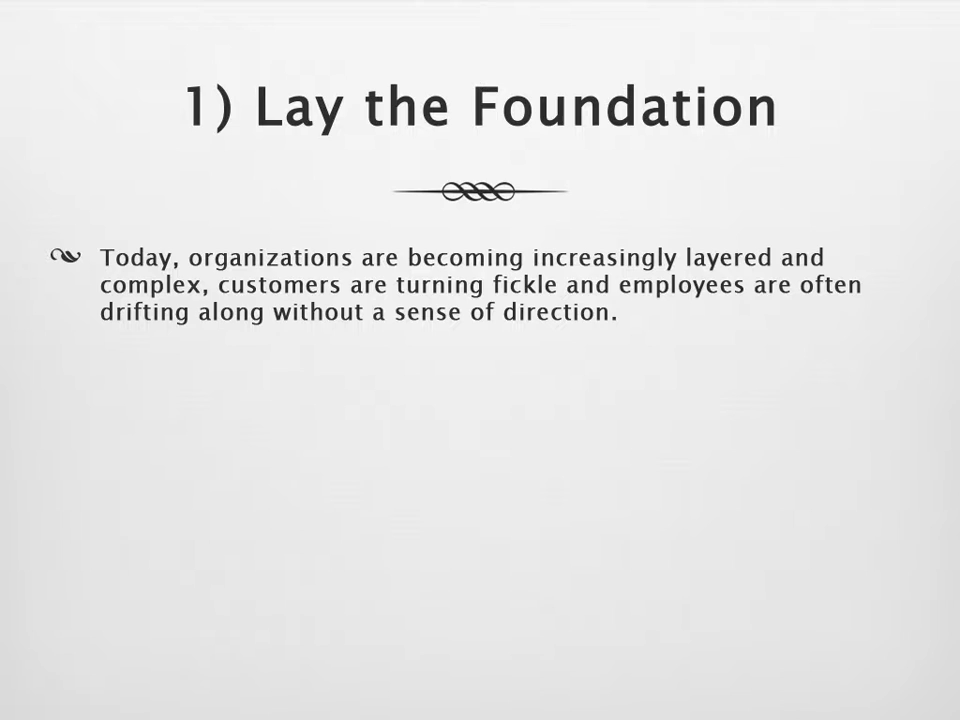 1) Lay the Foundation
Today, organizations are becoming increasingly layered and
complex, customers are turning fickle and employees are often
drifting along without a sense of direction.